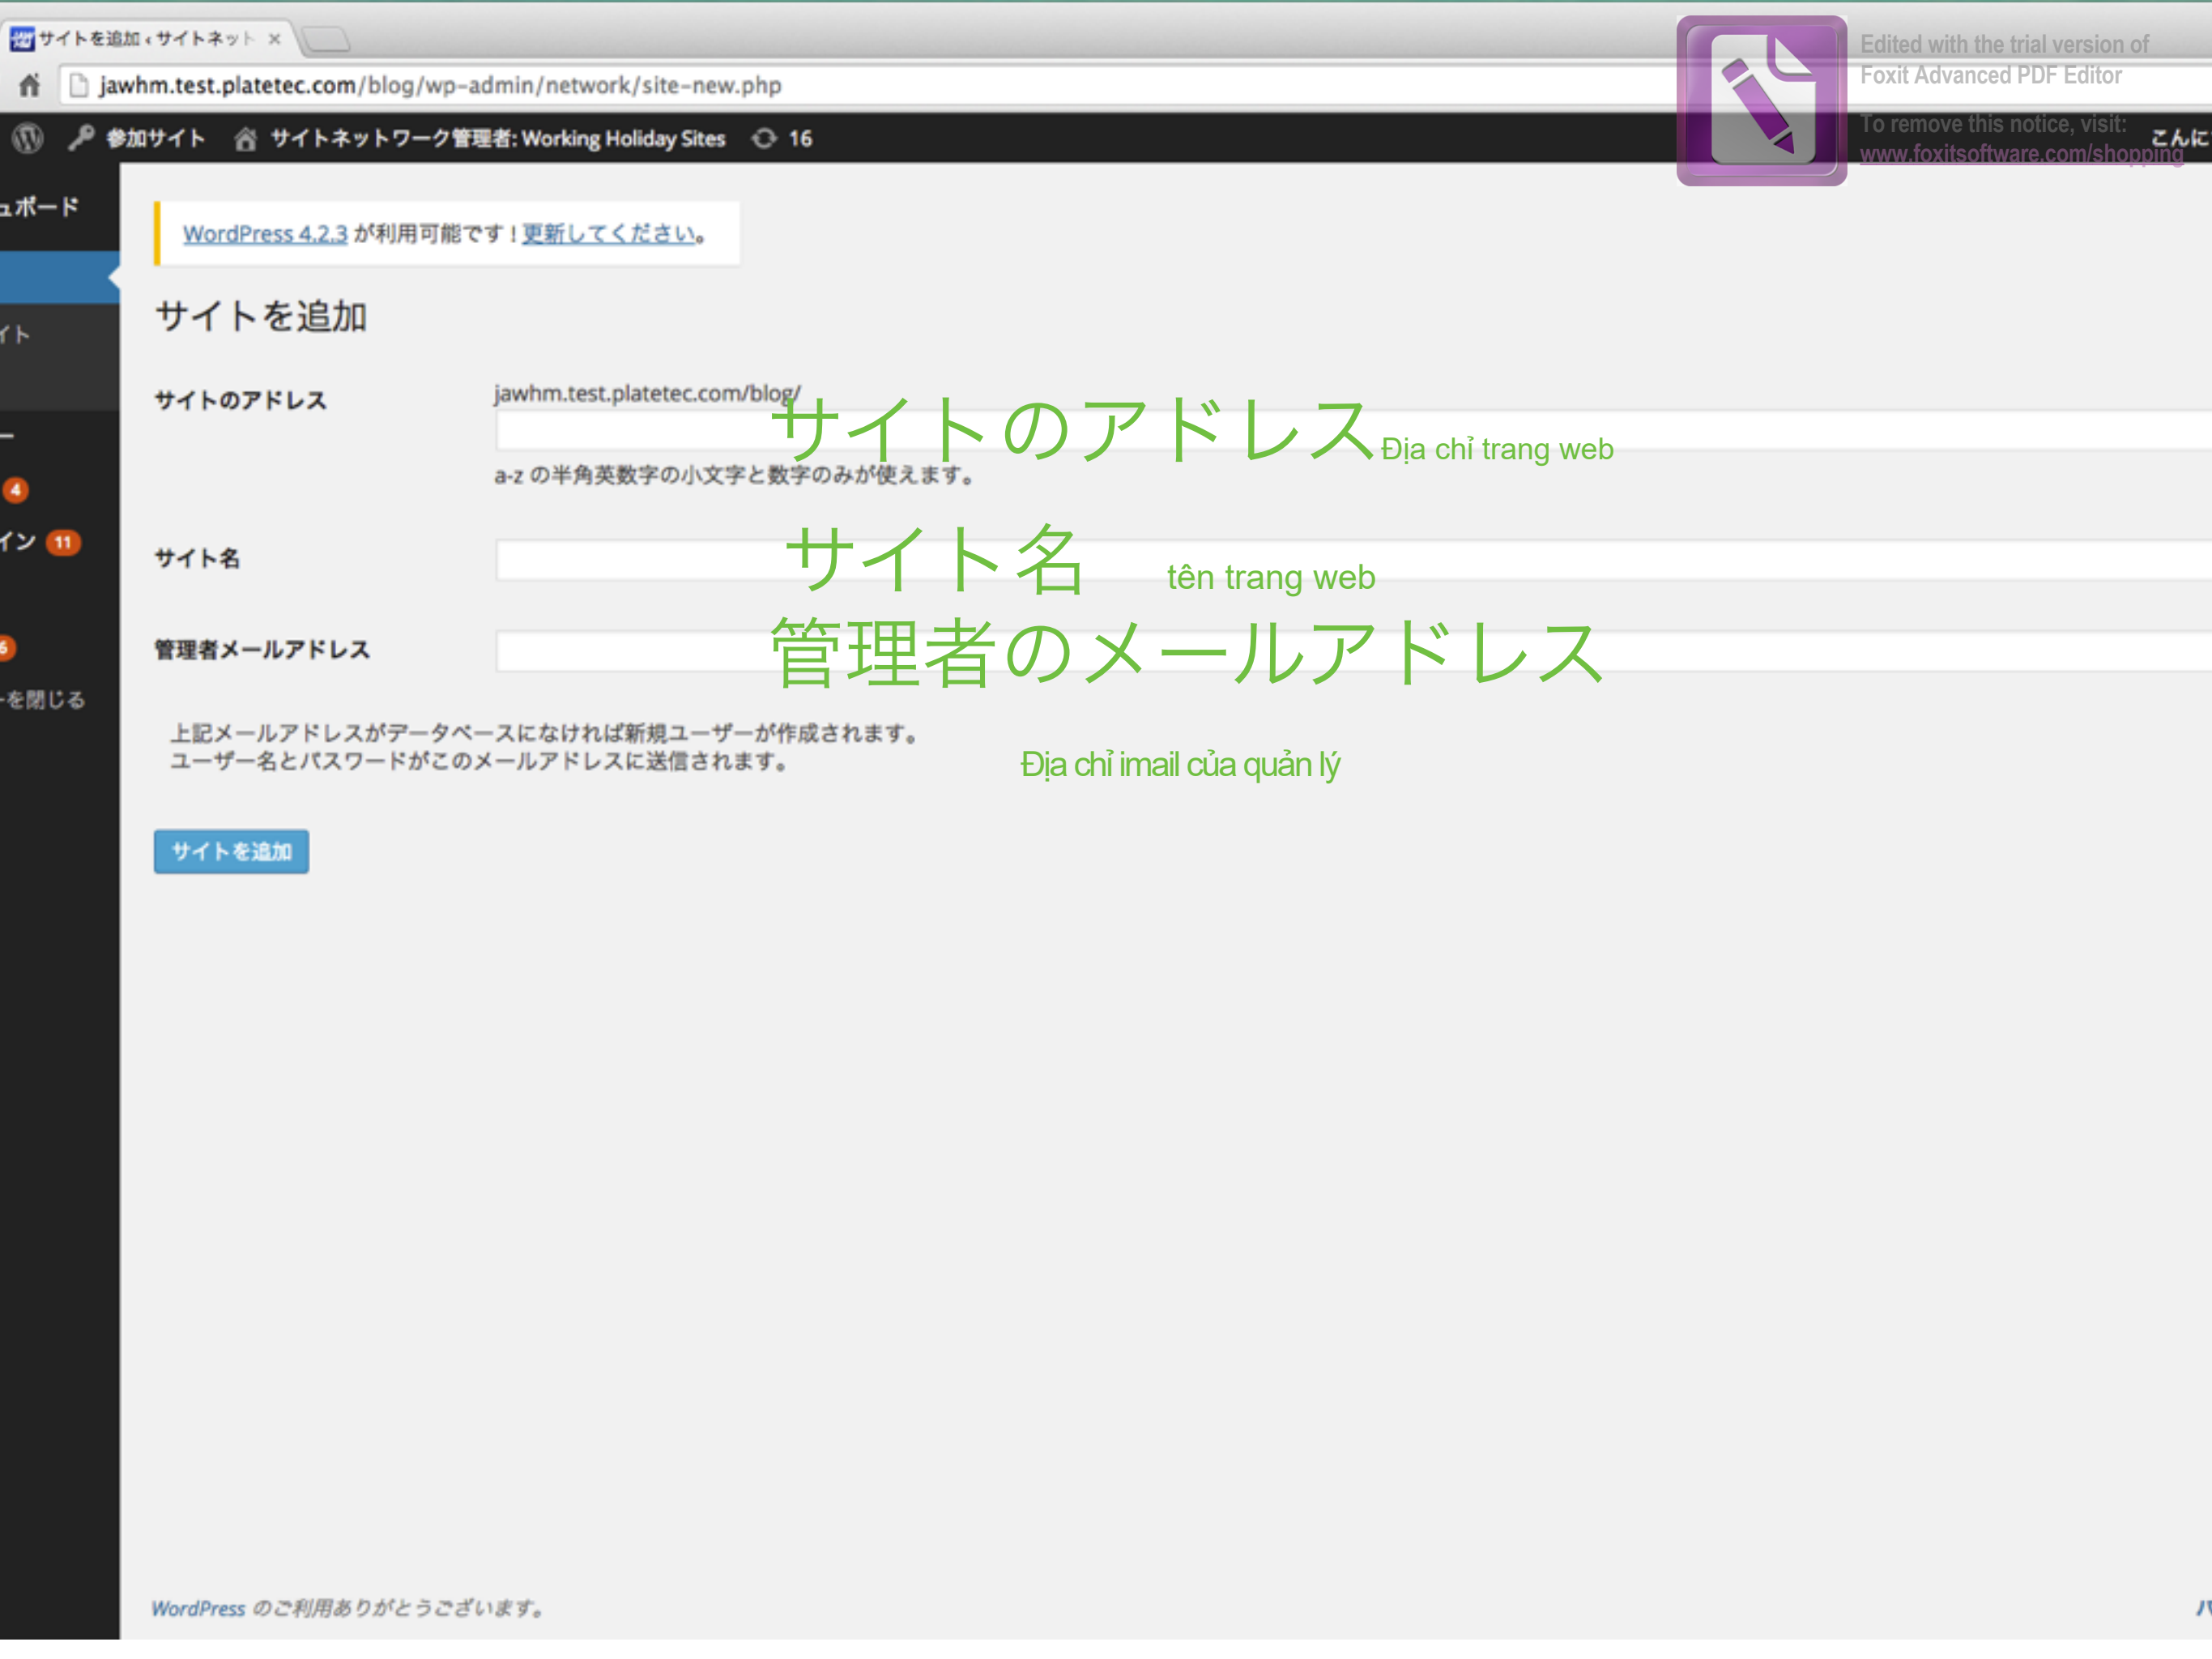 サイトを追加 ‹ サイトネット ×
jawhm.test.platetec.com/blog/wp-admin/network/site-new.php
Edited with the trial version of
Foxit Advanced PDF Editor
To remove this notice, visit:
www.foxitsoftware.com/shopping
参加サイト サイトネットワーク管理者: Working Holiday Sites 16
こんに
ュボード
WordPress 4.2.3 が利用可能です ! 更新してください。
サイトを追加
イト
サイトのアドレス
jawhm.test.platetec.com/blog/
サイトのアドレス Địa chỉ trang web
a-z の半角英数字の小文字と数字のみが使えます。
4
イン 11
サイト名
サイト名 tên trang web
管理者メールアドレス
管理者のメールアドレス
6
ーを閉じる
上記メールアドレスがデータベースになければ新規ユーザーが作成されます。
ユーザー名とパスワードがこのメールアドレスに送信されます。
Địa chỉ imail của quản lý
サイトを追加
WordPress のご利用ありがとうございます。
バ